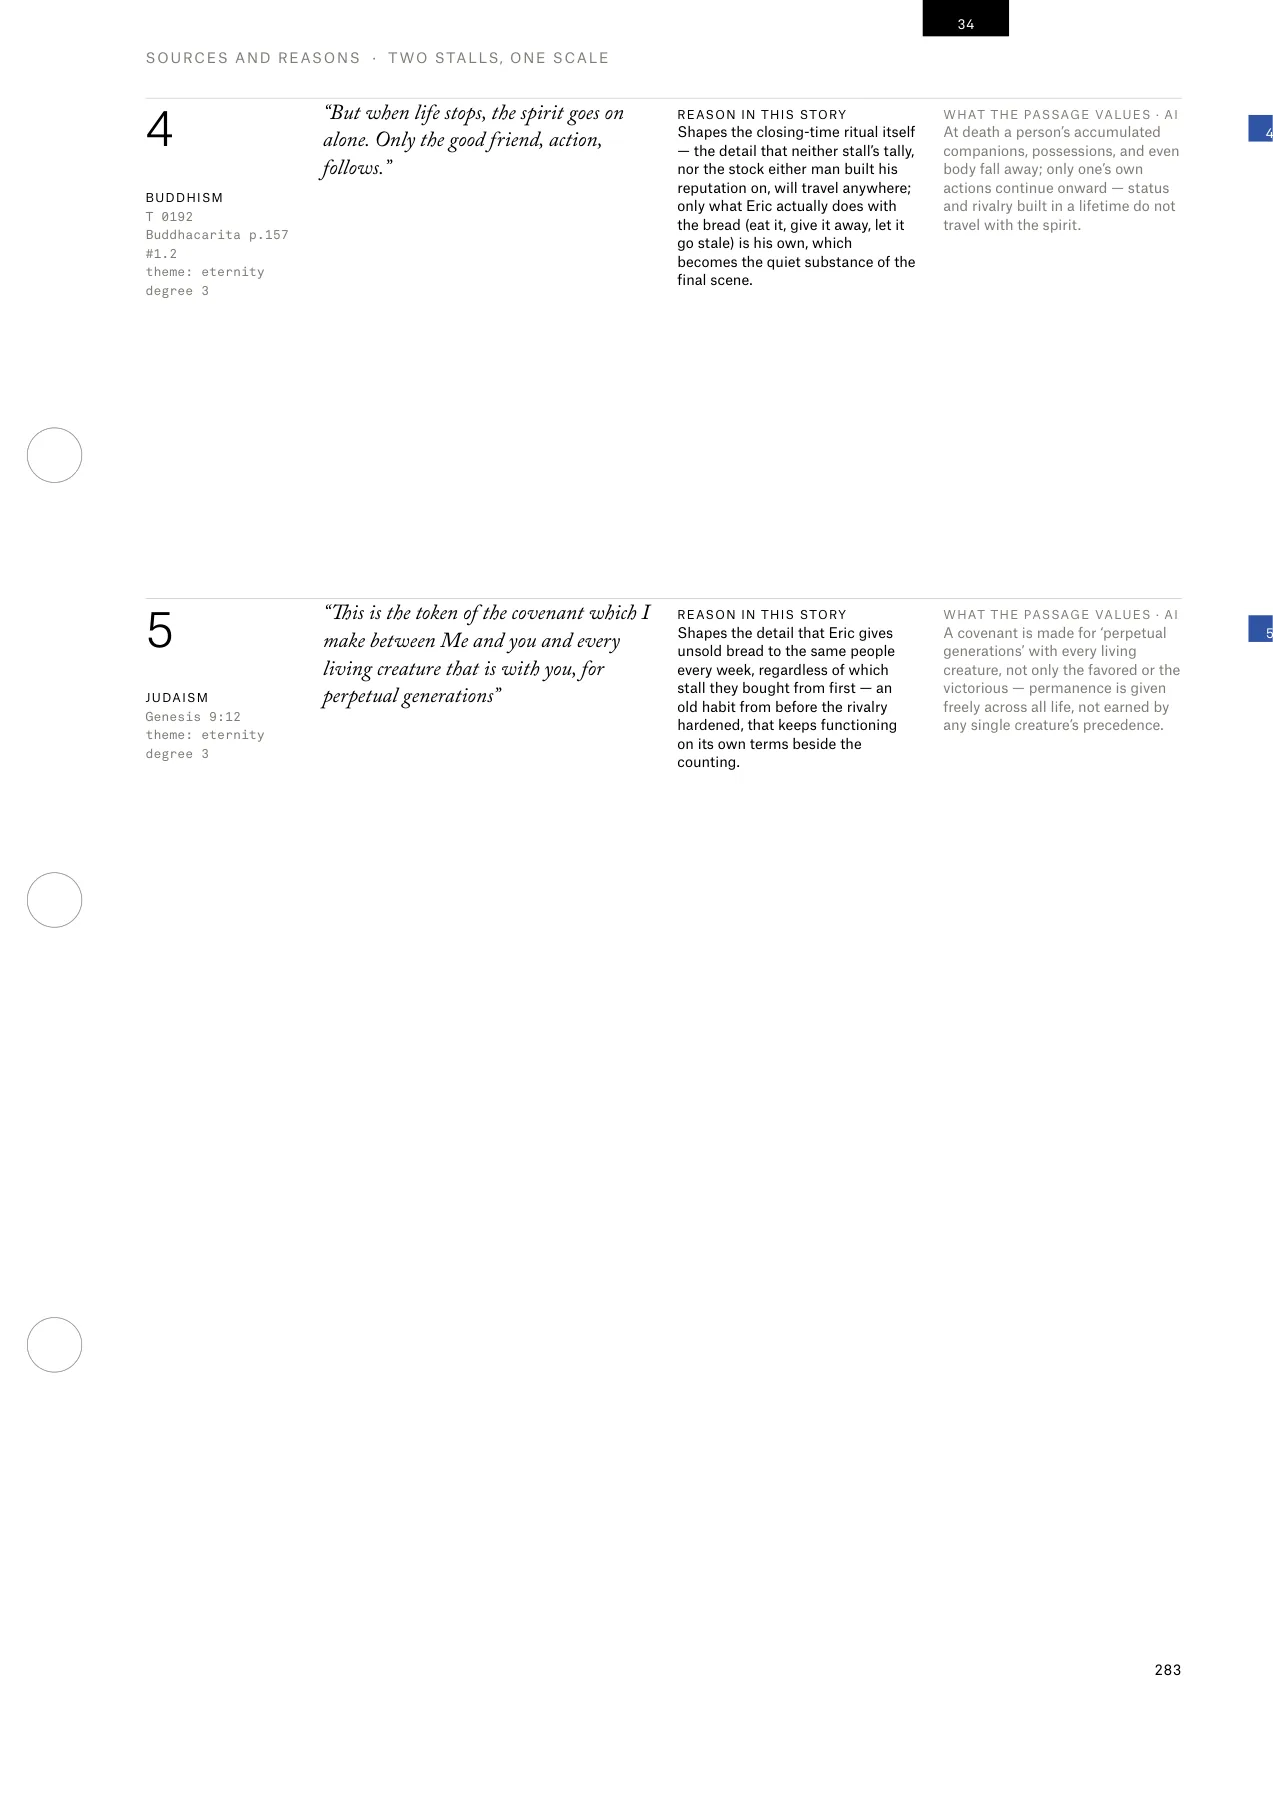 34
SOURCES AND REASONS · TWO STALLS, ONE SCALE
4
BUDDHISM
T 0192
Buddhacarita p.157
#1.2
theme: eternity
degree 3
“But when life stops, the spirit goes on
alone. Only the good friend, action,
follows.”
REASON IN THIS STORY
Shapes the closing-time ritual itself
— the detail that neither stall’s tally,
nor the stock either man built his
reputation on, will travel anywhere;
only what Eric actually does with
the bread (eat it, give it away, let it
go stale) is his own, which
becomes the quiet substance of the
final scene.
WHAT THE PASSAGE VALUES · AI
At death a person’s accumulated
companions, possessions, and even
body fall away; only one’s own
actions continue onward — status
and rivalry built in a lifetime do not
travel with the spirit.
4
5
JUDAISM
Genesis 9:12
theme: eternity
degree 3
“This is the token of the covenant which I
make between Me and you and every
living creature that is with you, for
perpetual generations”
REASON IN THIS STORY
Shapes the detail that Eric gives
unsold bread to the same people
every week, regardless of which
stall they bought from first — an
old habit from before the rivalry
hardened, that keeps functioning
on its own terms beside the
counting.
WHAT THE PASSAGE VALUES · AI
A covenant is made for ‘perpetual
generations’ with every living
creature, not only the favored or the
victorious — permanence is given
freely across all life, not earned by
any single creature’s precedence.
5
283